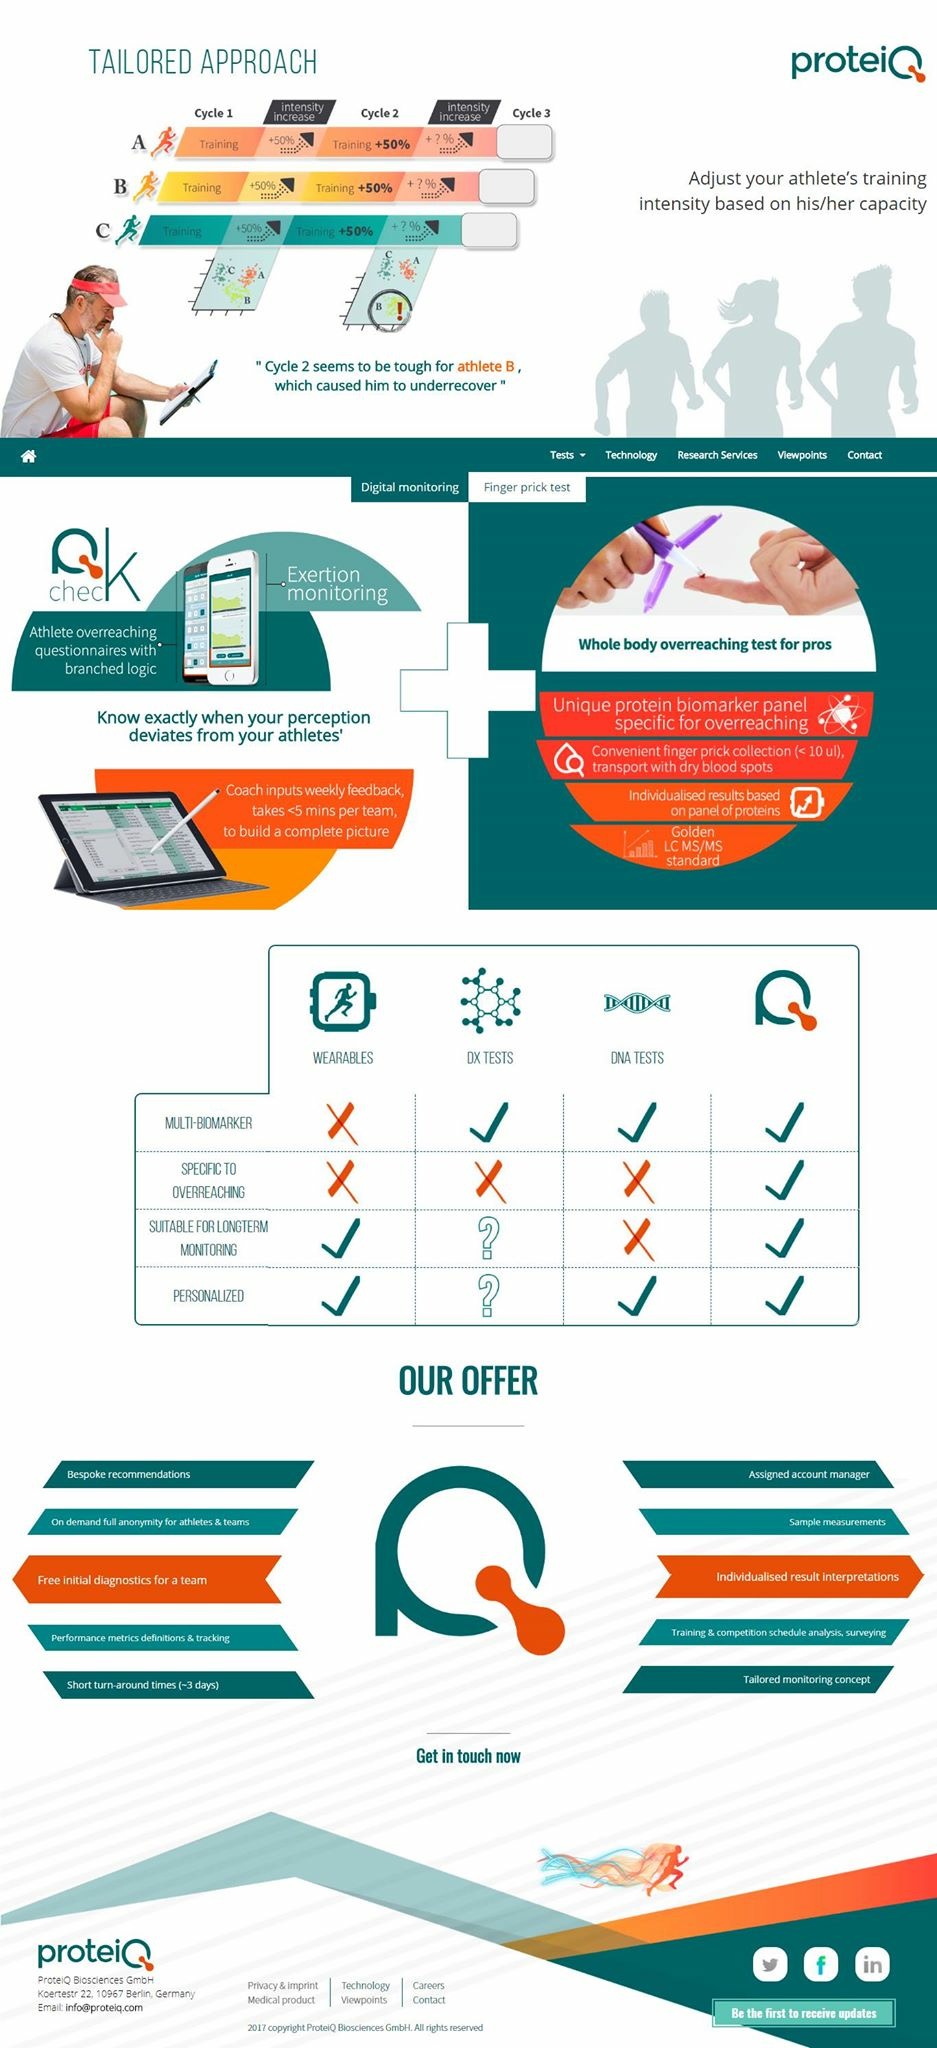 TAILORED APPROACH
proteiQ
Cycle 1
intensity
increase
Cycle 2
intensity
increase
Cycle 3
A
Training
+50%
Training +50%
+ ? %
B
Training
+50%
Training +50%
+ ? %
C
Training
+50%
Training +50%
+ ? %
C
A
B
C
A
B
!
Adjust your athlete's training
intensity based on his/her capacity
" Cycle 2 seems to be tough for athlete B ,
which caused him to underrecover "
Tests
Technology
Research Services
Viewpoints
Contact
Digital monitoring
Finger prick test
Qk
check
Exertion
monitoring
Athlete overreaching
questionnaires with
branched logic
Know exactly when your perception
deviates from your athletes'
Coach inputs weekly feedback,
takes <5 mins per team,
to build a complete picture
Whole body overreaching test for pros
Unique protein biomarker panel
specific for overreaching
Convenient finger prick collection (< 10 ul),
transport with dry blood spots
Individualised results based
on panel of proteins
Golden
LC MS/MS
standard
WEARABLES
DX TESTS
DNA TESTS
MULTI-BIOMARKER
SPECIFIC TO
OVERREACHING
SUITABLE FOR LONGTERM
MONITORING
?
PERSONALIZED
?
OUR OFFER
Bespoke recommendations
On demand full anonymity for athletes & teams
Free initial diagnostics for a team
Performance metrics definitions & tracking
Short turn-around times (~3 days)
Assigned account manager
Sample measurements
Individualised result interpretations
Training & competition schedule analysis, surveying
Tailored monitoring concept
Get in touch now
proteiQ
ProteiQ Biosciences GmbH
Koertestr 22, 10967 Berlin, Germany
Email: info@proteiq.com
Privacy & imprint
Medical product
Technology
Viewpoints
Careers
Contact
2017 copyright ProteiQ Biosciences GmbH. All rights reserved
f
in
Be the first to receive updates